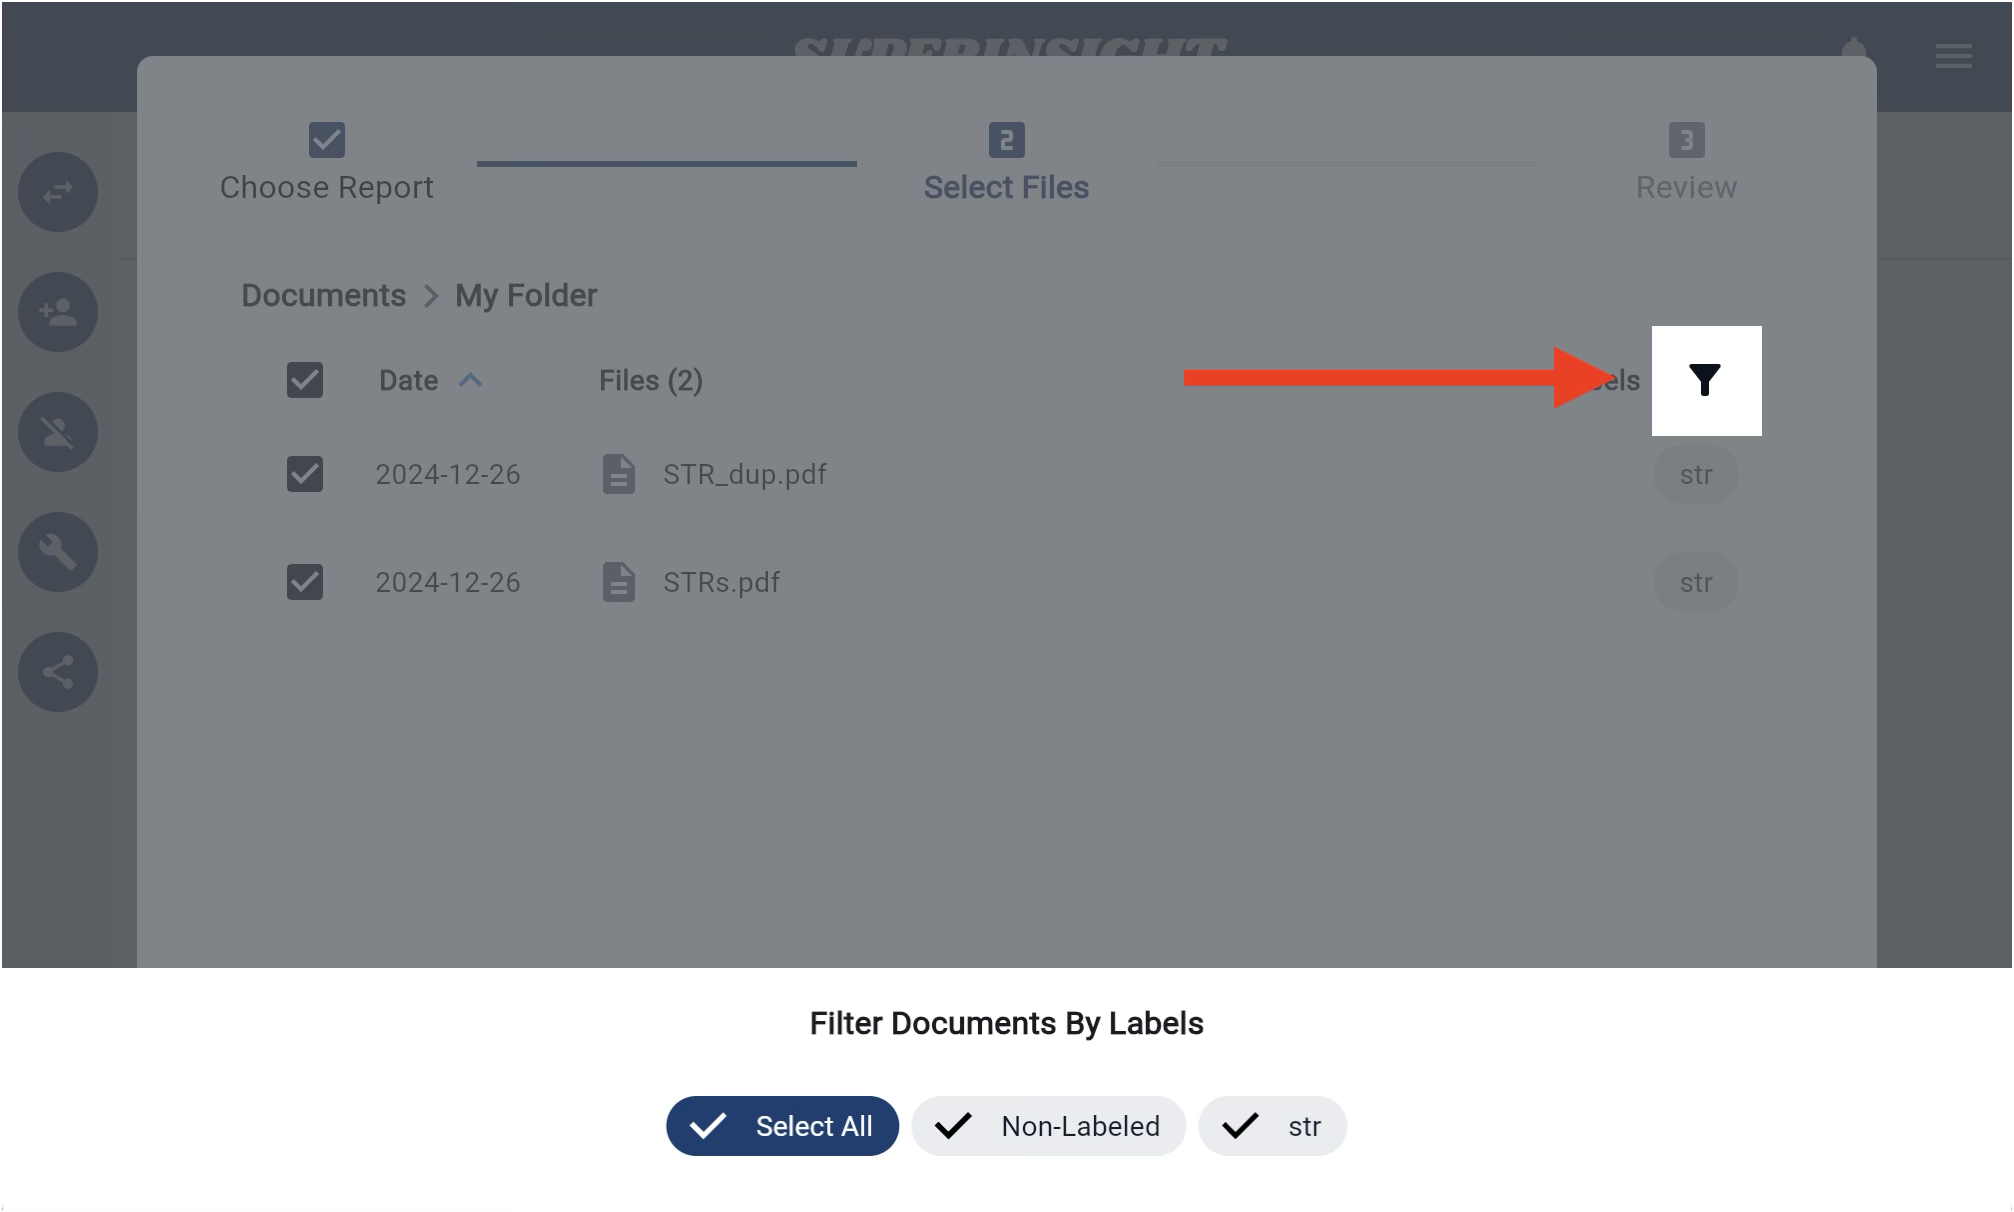 SUPERINSIGHT
2
3
Choose Report
Select Files
Review
Documents > My Folder
Date
Files (2)
2024-12-26
STR_dup.pdf
str
2024-12-26
STRs.pdf
str
Filter Documents By Labels
Select All
Non-Labeled
str